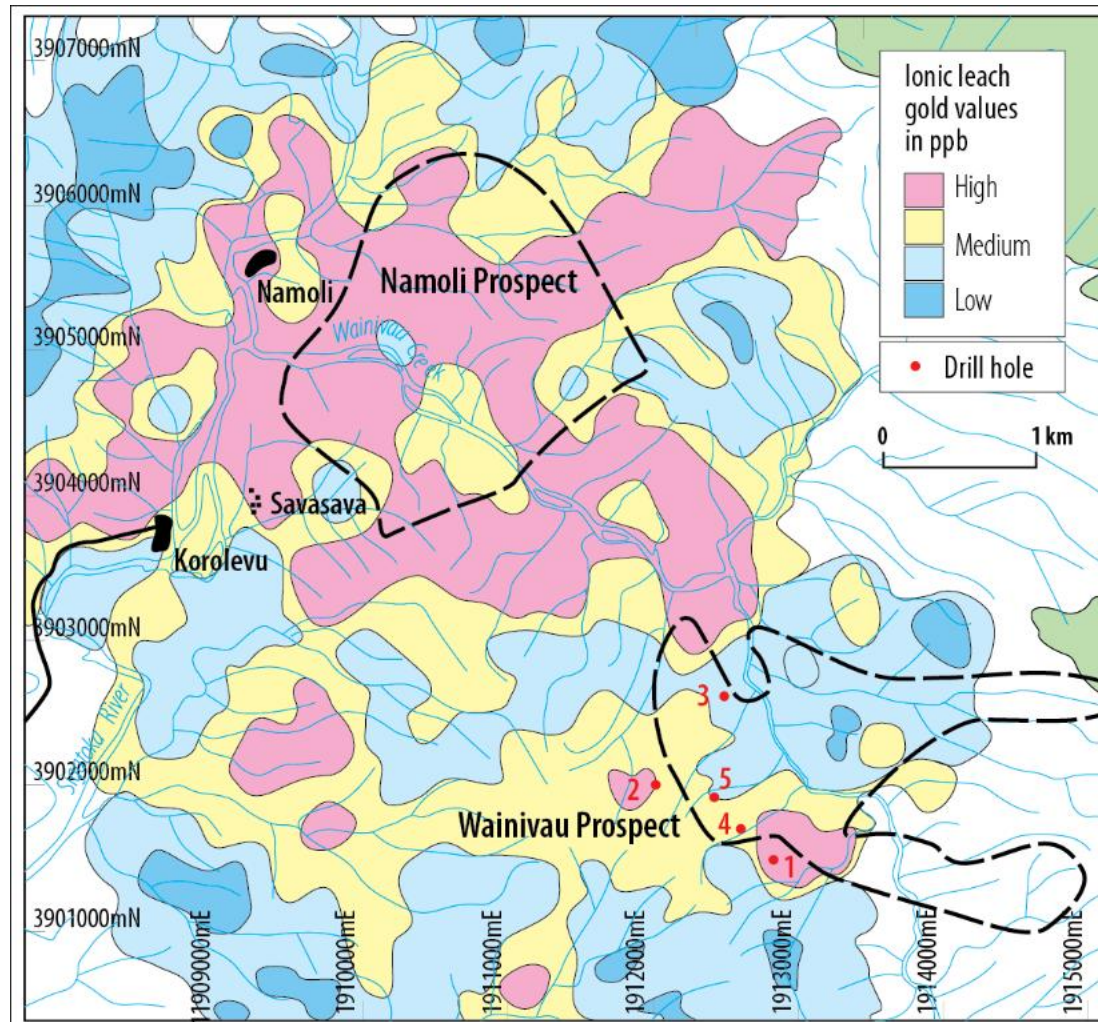 3907000mN
3906000mN
3905000mN
3904000mN
3903000mN
3902000mN
3901000mN
Ionic leach
gold values
in ppb
High
Medium
Low
Drill hole
0 1 km
Namoli
Namoli Prospect
Wainivau Creek
Savasava
Korolevu
River
3
2
5
4
1
Wainivau Prospect
1909000mE
1910000mE
1911000mE
1912000mE
1913000mE
1914000mE
1915000mE